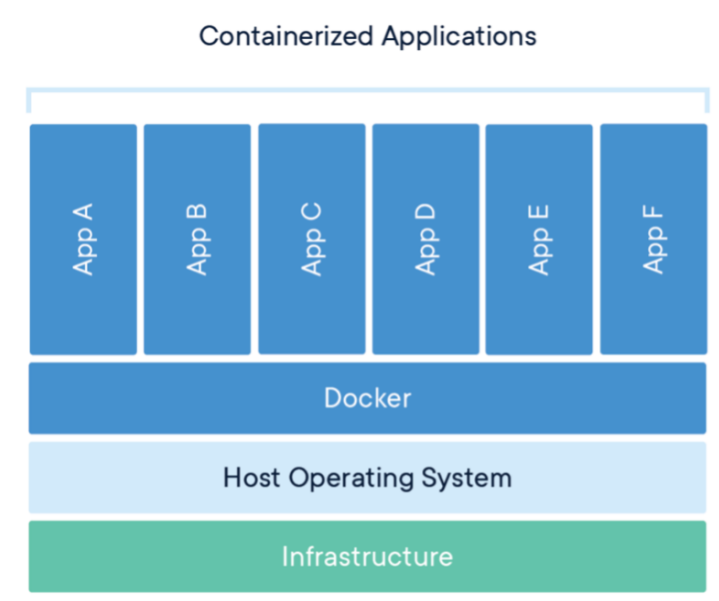 Containerized Applications
App A
App B
App C
App D
App E
App F
Docker
Host Operating System
Infrastructure